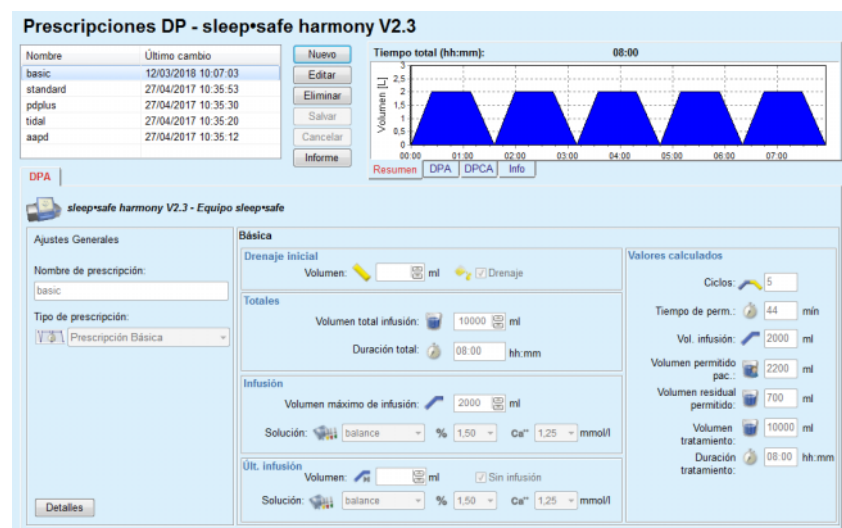 Prescripciones DP - sleep•safe harmony V2.3
Nombre Último cambio
basic 12/03/2018 10:07:03
standard 27/04/2017 10:35:53
pdplus 27/04/2017 10:35:30
tidal 27/04/2017 10:35:20
aapd 27/04/2017 10:35:12
Nuevo
Editar
Eliminar
Salvar
Cancelar
Informe
Tiempo total (hh:mm): 08:00
Volumen [L]
3
2,5
2
1,5
1
0,5
0
00:00 01:00 02:00 03:00 04:00 05:00 06:00 07:00
Resumen DPA DPCA Info
DPA
sleep•safe harmony V2.3 - Equipo sleep•safe
Ajustes Generales
Nombre de prescripción:
basic
Tipo de prescripción:
Prescripción Básica
Detalles
Básica
Drenaje inicial
Volumen: ml Drenaje
Totales
Volumen total infusión: 10000 ml
Duración total: 08:00 hh:mm
Infusión
Volumen máximo de infusión: 2000 ml
Solución: balance % 1,50 Ca⁺⁺ 1,25 mmol/l
Últ. infusión
Volumen: ml Sin infusión
Solución: balance % 1,50 Ca⁺⁺ 1,25 mmol/l
Valores calculados
Ciclos: 5
Tiempo de perm.: 44 mín
Vol. infusión: 2000 ml
Volumen permitido
pac.: 2200 ml
Volumen residual
permitido: 700 ml
Volumen
tratamiento: 10000 ml
Duración
tratamiento: 08:00 hh:mm